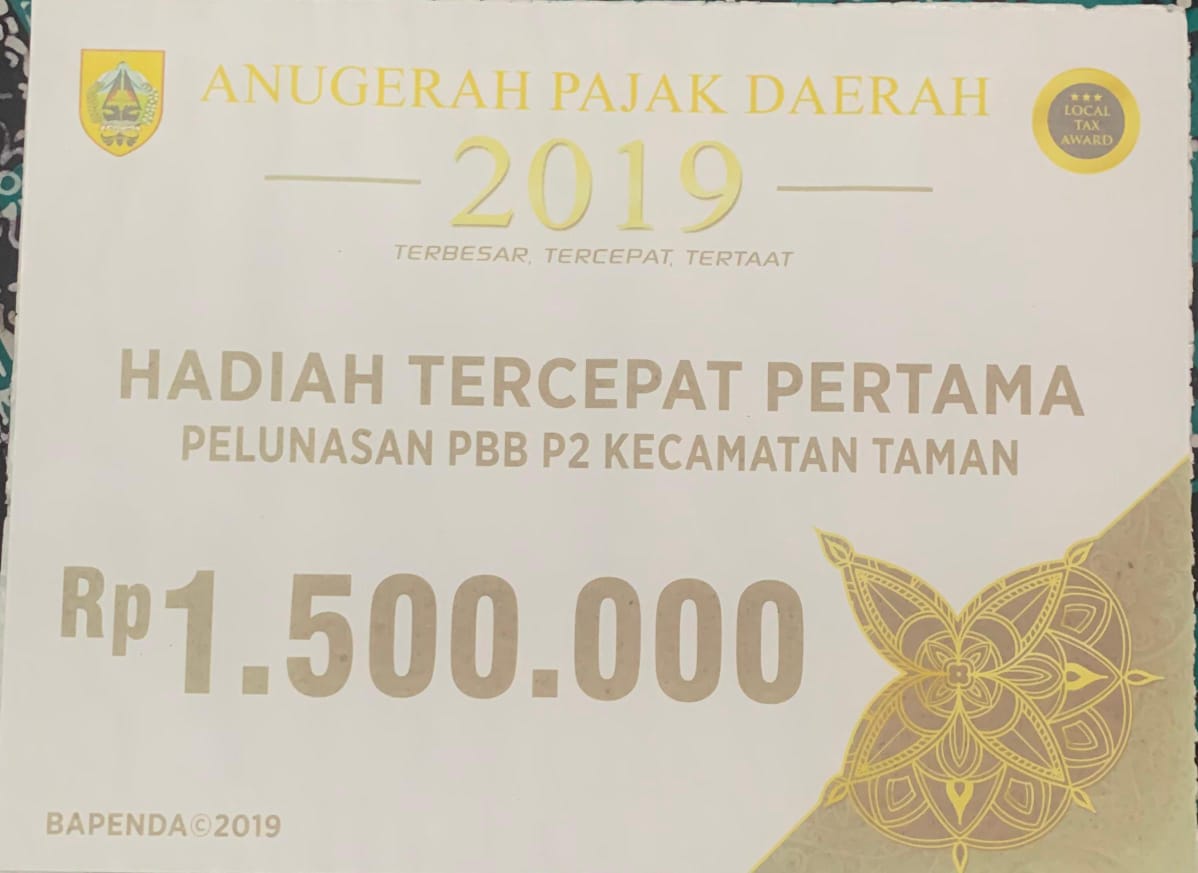 ANUGERAH PAJAK DAERAH
2019
TERBESAR, TERCEPAT, TERTAAT
LOCAL
TAX
AWARD
HADIAH TERCEPAT PERTAMA
PELUNASAN PBB P2 KECAMATAN TAMAN
Rp1.500.000
BAPENDA©2019